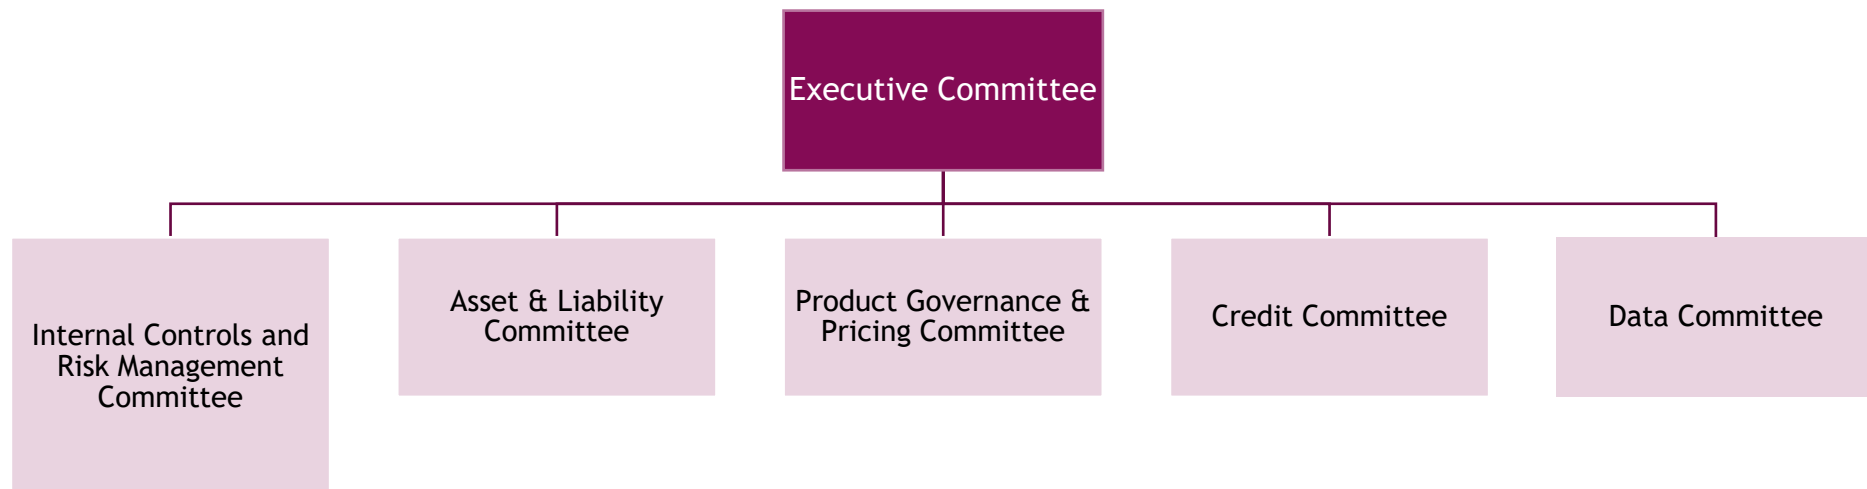 Executive Committee
Internal Controls and
Risk Management
Committee
Asset & Liability
Committee
Product Governance &
Pricing Committee
Credit Committee
Data Committee